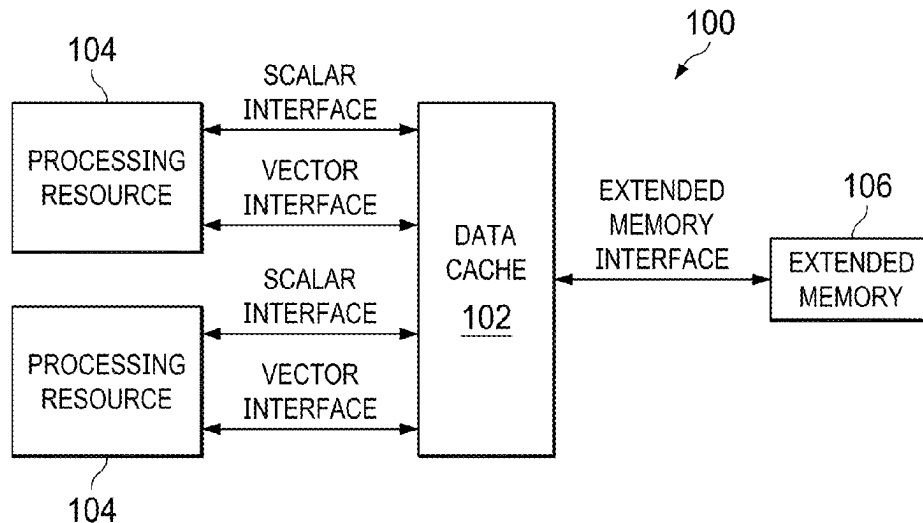 100
104
PROCESSING
RESOURCE
SCALAR
INTERFACE
VECTOR
INTERFACE
PROCESSING
RESOURCE
104
SCALAR
INTERFACE
VECTOR
INTERFACE
DATA
CACHE
102
EXTENDED
MEMORY
INTERFACE
106
EXTENDED
MEMORY